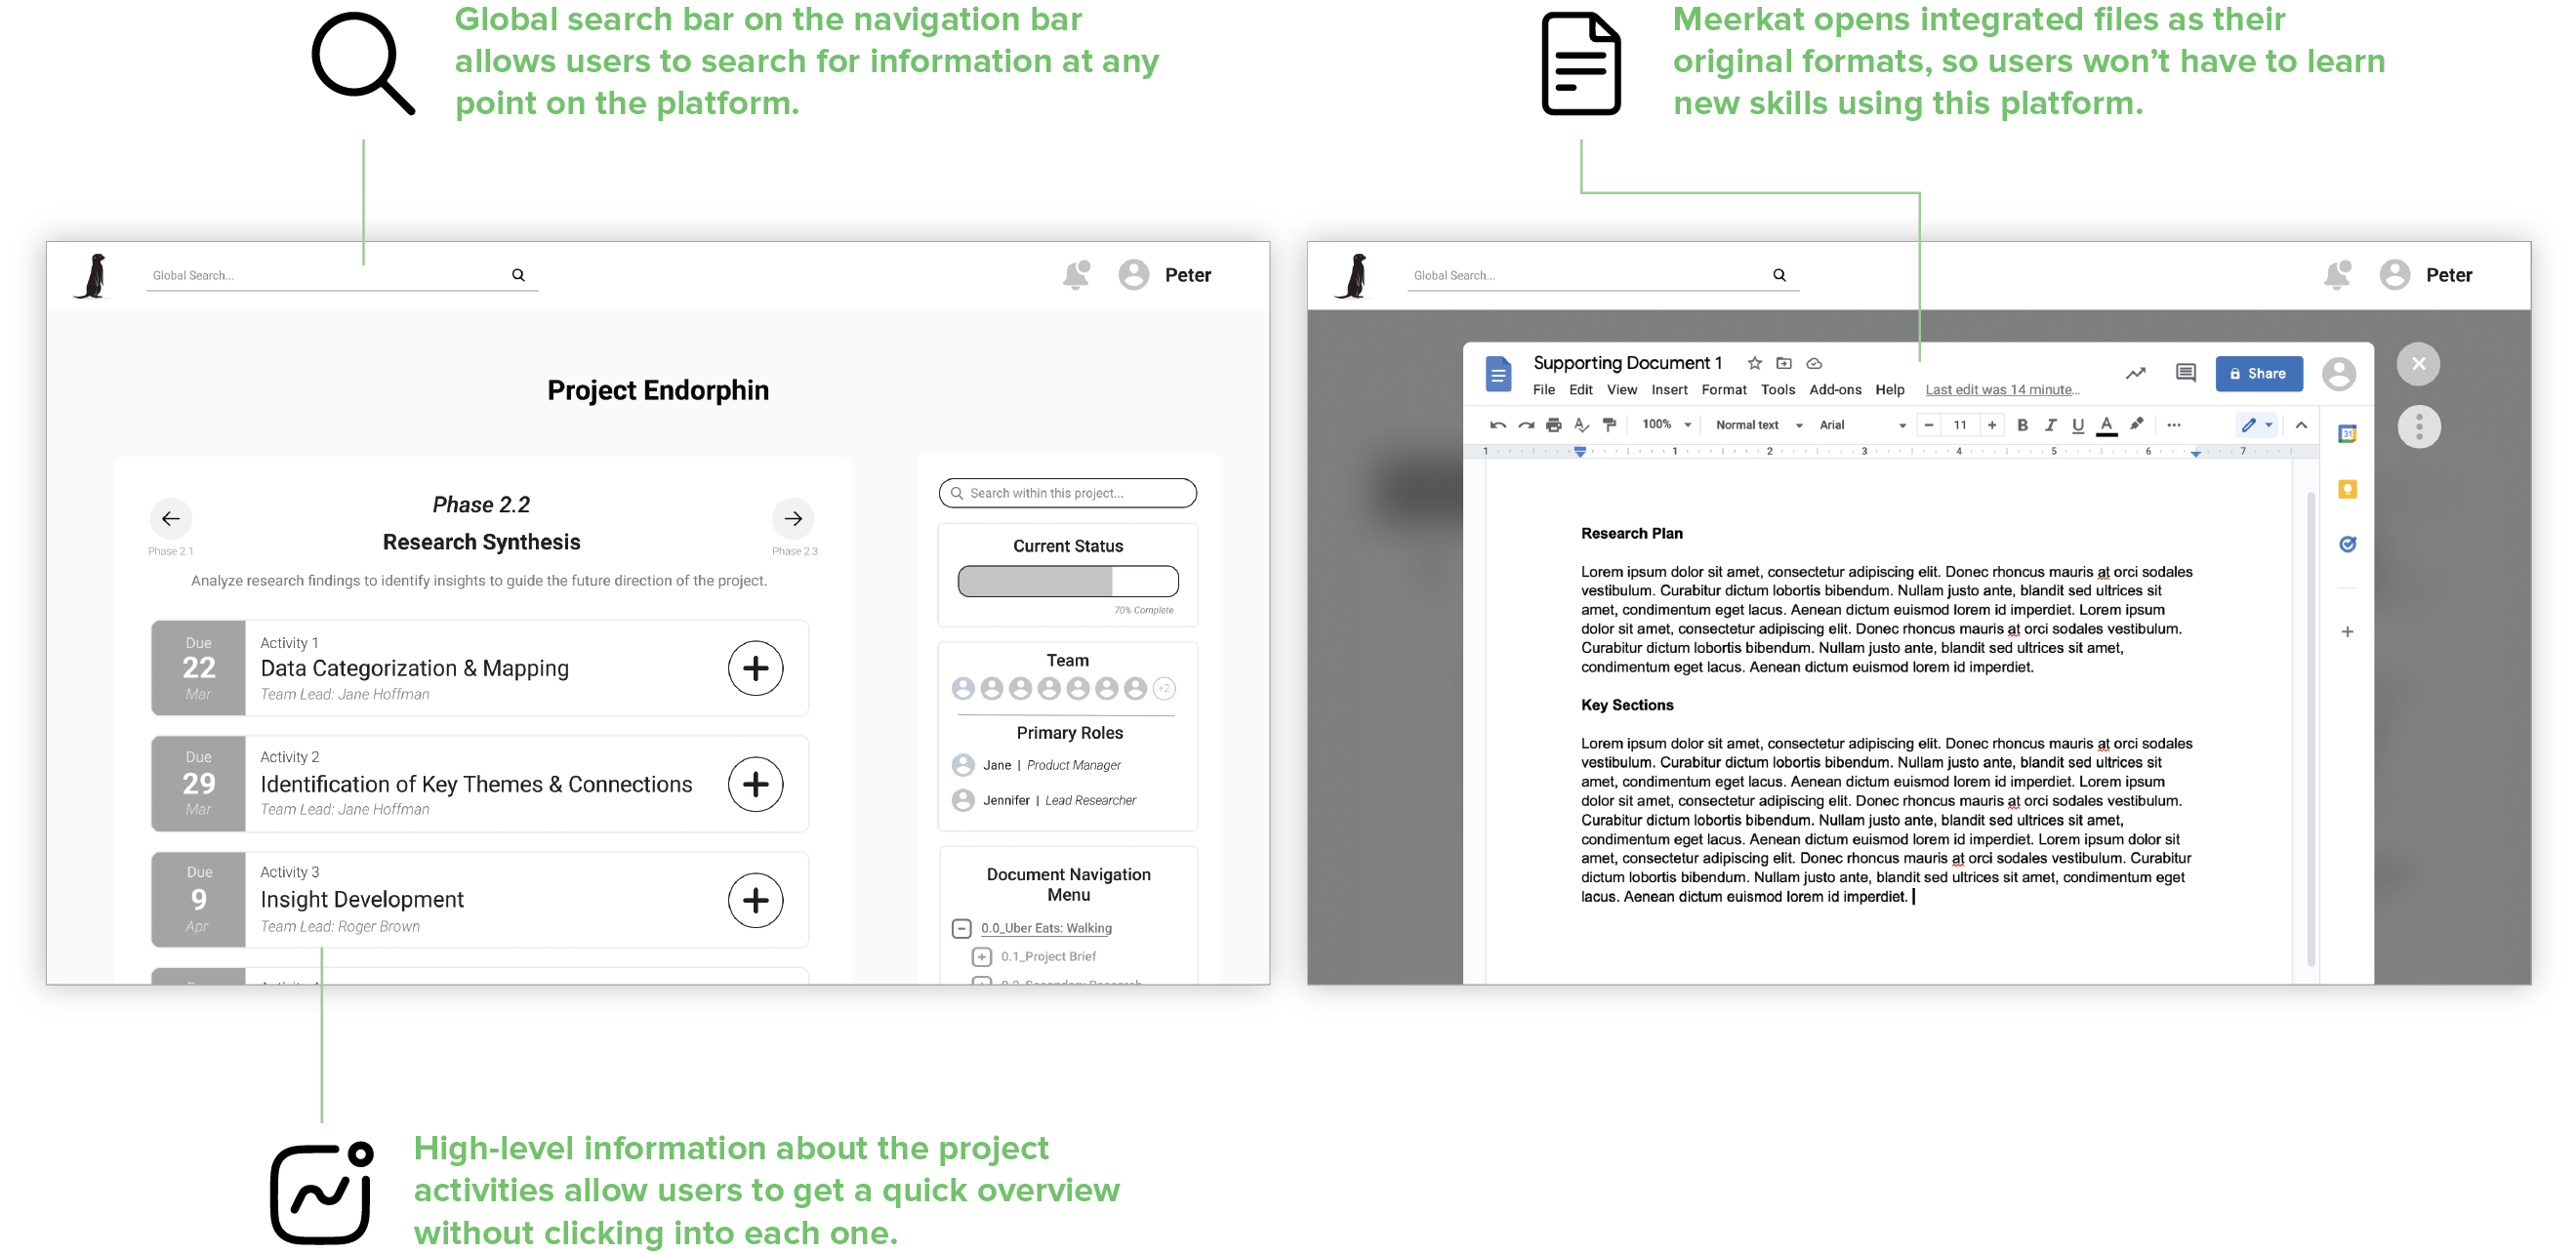 Global search bar on the navigation bar
allows users to search for information at any
point on the platform.
Meerkat opens integrated files as their
original formats, so users won't have to learn
new skills using this platform.
Global Search...
Peter
Project Endorphin
Phase 2.2
Research Synthesis
Phase 2.1
Phase 2.3
Analyze research findings to identify insights to guide the future direction of the project.
Due
22
Mar
Activity 1
Data Categorization & Mapping
Team Lead: Jane Hoffman
Due
29
Mar
Activity 2
Identification of Key Themes & Connections
Team Lead: Jane Hoffman
Due
9
Apr
Activity 3
Insight Development
Team Lead: Roger Brown
Search within this project...
Current Status
70% Complete
Team
+2
Primary Roles
Jane | Product Manager
Jennifer | Lead Researcher
Document Navigation
Menu
0.0_Uber Eats: Walking
0.1_Project Brief
Global Search...
Peter
Supporting Document 1
File Edit View Insert Format Tools Add-ons Help Last edit was 14 minute...
Share
100% Normal text Arial 11 B I U A
1 1 2 3 4 5 6 7
31
Research Plan
Lorem ipsum dolor sit amet, consectetur adipiscing elit. Donec rhoncus mauris at orci sodales
vestibulum. Curabitur dictum lobortis bibendum. Nullam justo ante, blandit sed ultrices sit
amet, condimentum eget lacus. Aenean dictum euismod lorem id imperdiet. Lorem ipsum
dolor sit amet, consectetur adipiscing elit. Donec rhoncus mauris at orci sodales vestibulum.
Curabitur dictum lobortis bibendum. Nullam justo ante, blandit sed ultrices sit amet,
condimentum eget lacus. Aenean dictum euismod lorem id imperdiet.
Key Sections
Lorem ipsum dolor sit amet, consectetur adipiscing elit. Donec rhoncus mauris at orci sodales
vestibulum. Curabitur dictum lobortis bibendum. Nullam justo ante, blandit sed ultrices sit
amet, condimentum eget lacus. Aenean dictum euismod lorem id imperdiet. Lorem ipsum
dolor sit amet, consectetur adipiscing elit. Donec rhoncus mauris at orci sodales vestibulum.
Curabitur dictum lobortis bibendum. Nullam justo ante, blandit sed ultrices sit amet,
condimentum eget lacus. Aenean dictum euismod lorem id imperdiet. Lorem ipsum dolor sit
amet, consectetur adipiscing elit. Donec rhoncus mauris at orci sodales vestibulum. Curabitur
dictum lobortis bibendum. Nullam justo ante, blandit sed ultrices sit amet, condimentum eget
lacus. Aenean dictum euismod lorem id imperdiet.
High-level information about the project
activities allow users to get a quick overview
without clicking into each one.